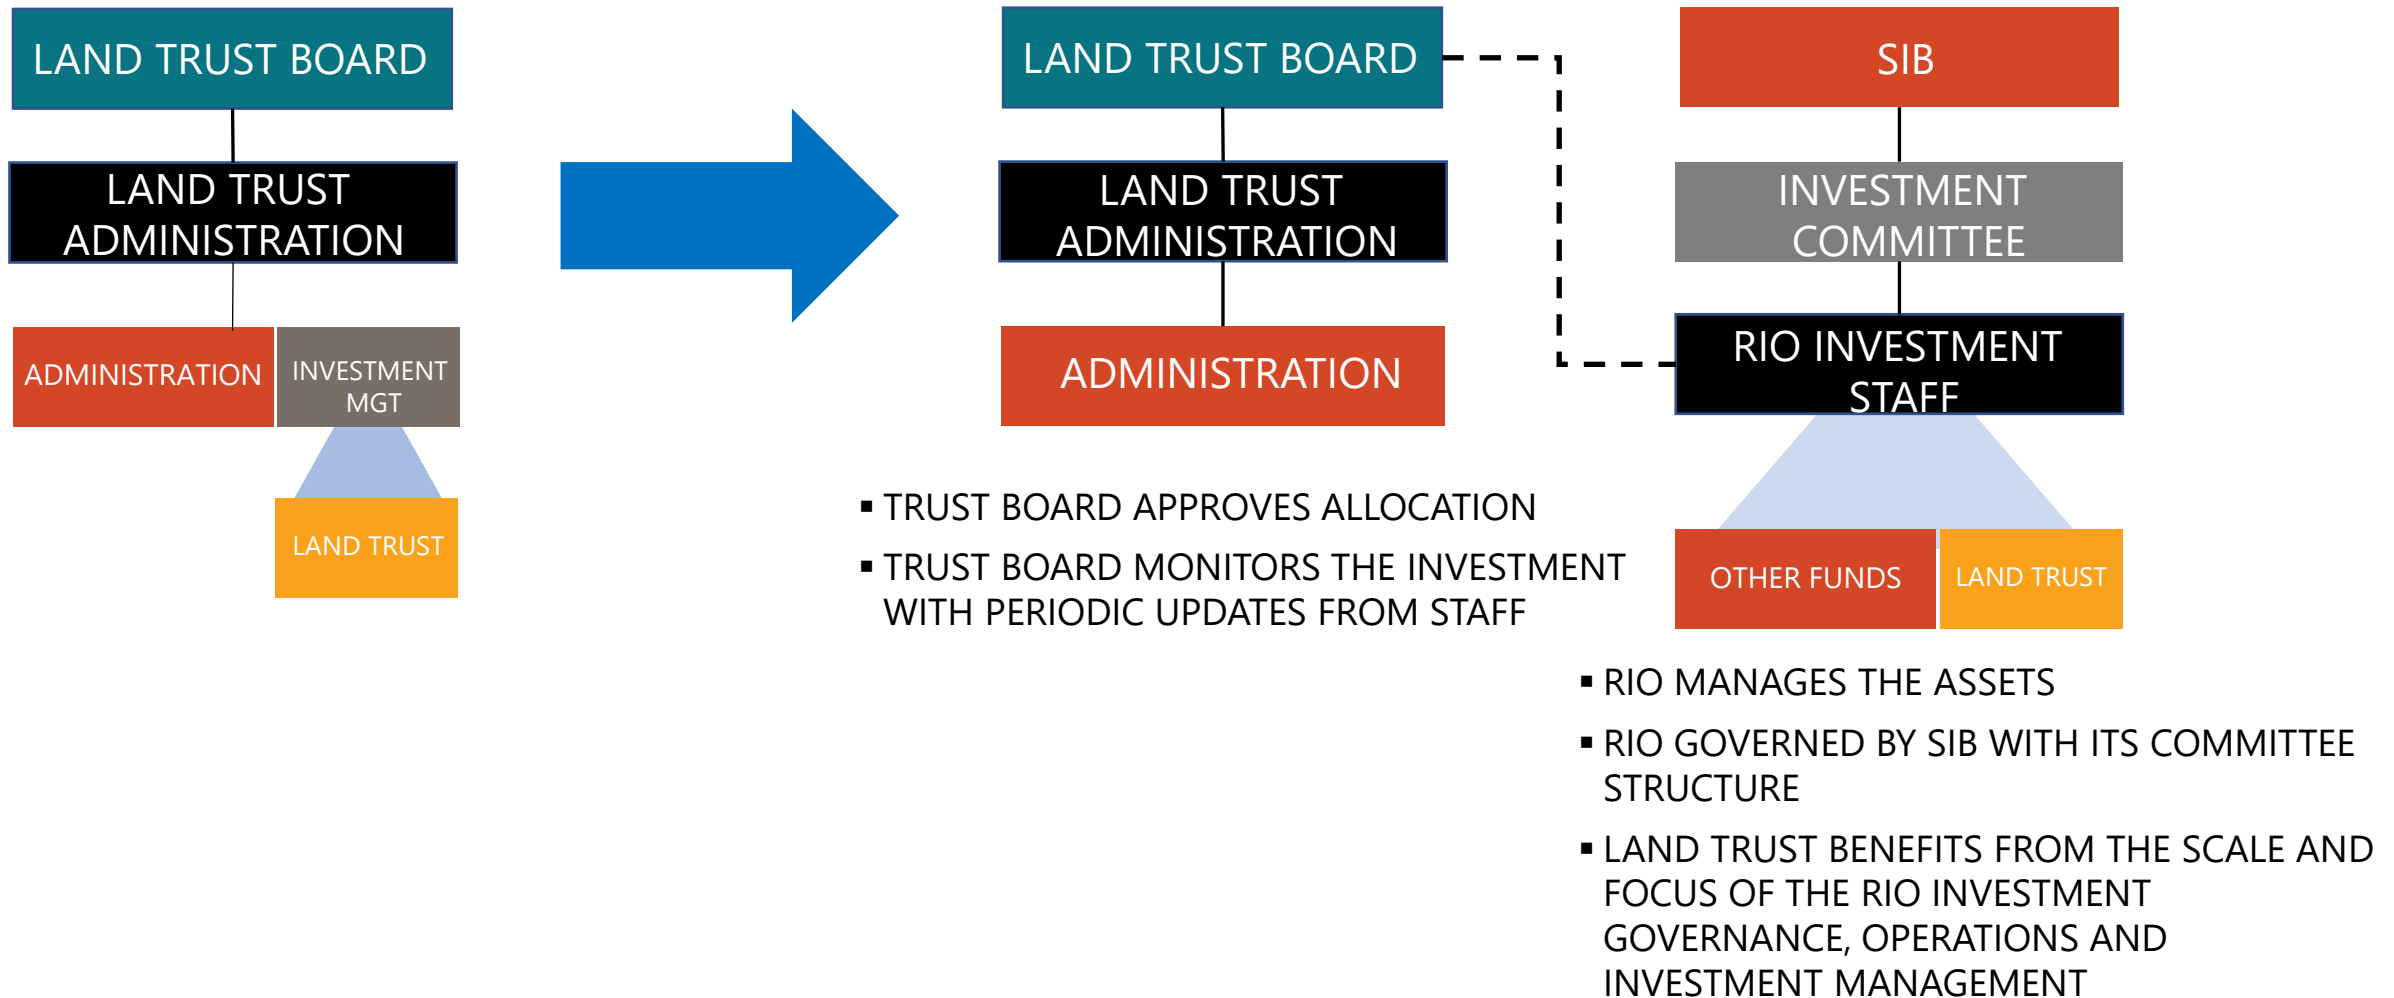 LAND TRUST BOARD
LAND TRUST
ADMINISTRATION
ADMINISTRATION
INVESTMENT
MGT
LAND TRUST
LAND TRUST BOARD
LAND TRUST
ADMINISTRATION
ADMINISTRATION
▪ TRUST BOARD APPROVES ALLOCATION
▪ TRUST BOARD MONITORS THE INVESTMENT
WITH PERIODIC UPDATES FROM STAFF
SIB
INVESTMENT
COMMITTEE
RIO INVESTMENT
STAFF
OTHER FUNDS
LAND TRUST
▪ RIO MANAGES THE ASSETS
▪ RIO GOVERNED BY SIB WITH ITS COMMITTEE
STRUCTURE
▪ LAND TRUST BENEFITS FROM THE SCALE AND
FOCUS OF THE RIO INVESTMENT
GOVERNANCE, OPERATIONS AND
INVESTMENT MANAGEMENT